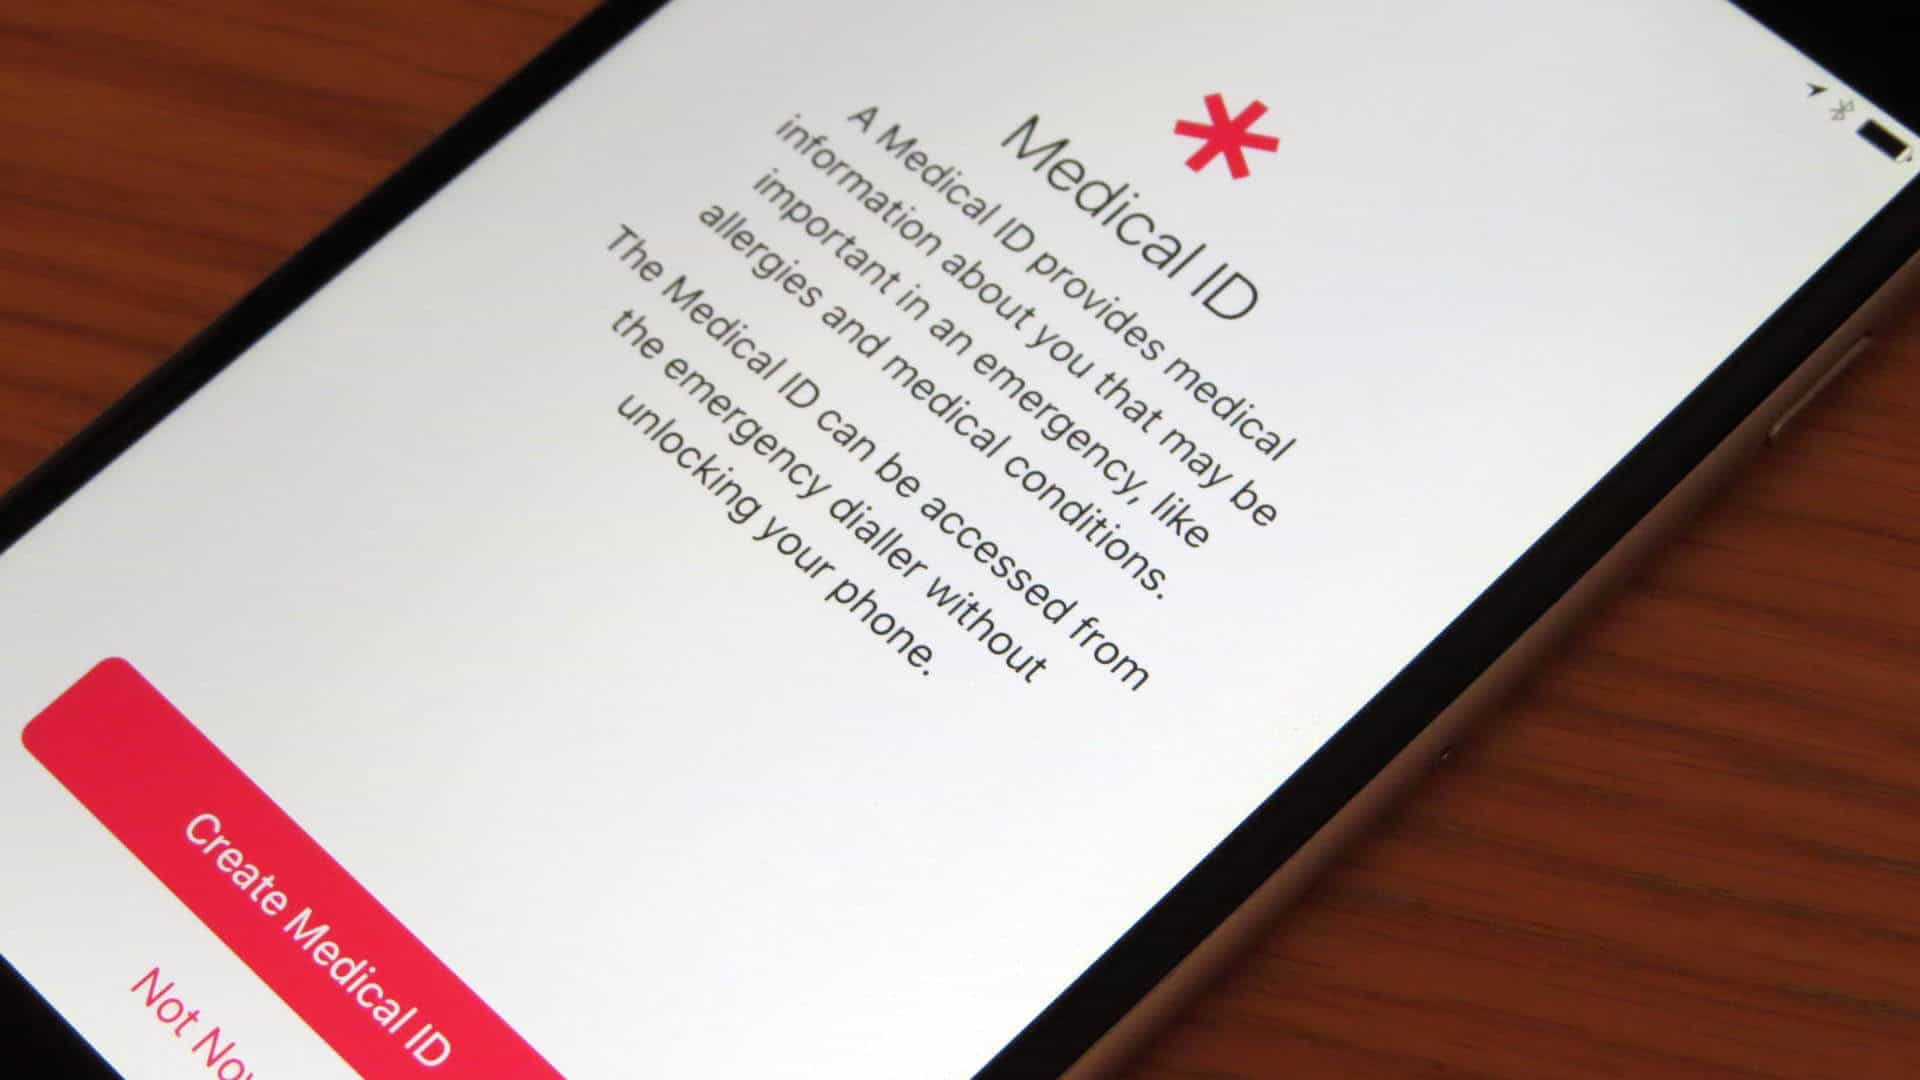 Medical ID
A Medical ID provides medical
information about you that may be
important in an emergency, like
allergies and medical conditions.
The Medical ID can be accessed from
the emergency dialler without
unlocking your phone.
Create Medical ID
Not Now